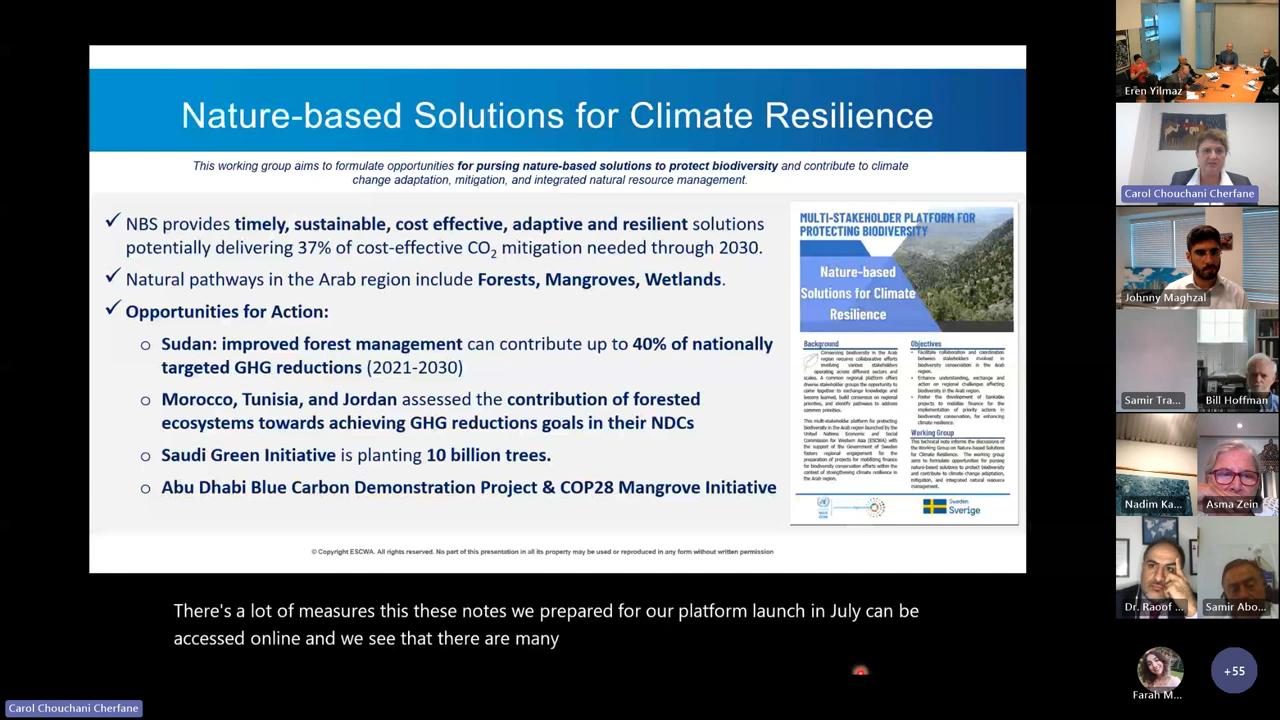 Nature-based Solutions for Climate Resilience
This working group aims to formulate opportunities for pursing nature-based solutions to protect biodiversity and contribute to climate
change adaptation, mitigation, and integrated natural resource management.
✓ NBS provides timely, sustainable, cost effective, adaptive and resilient solutions
potentially delivering 37% of cost-effective CO2 mitigation needed through 2030.
✓ Natural pathways in the Arab region include Forests, Mangroves, Wetlands.
✓ Opportunities for Action:
o Sudan: improved forest management can contribute up to 40% of nationally
targeted GHG reductions (2021-2030)
o Morocco, Tunisia, and Jordan assessed the contribution of forested
ecosystems towards achieving GHG reductions goals in their NDCs
o Saudi Green Initiative is planting 10 billion trees.
o Abu Dhabi Blue Carbon Demonstration Project & COP28 Mangrove Initiative
MULTI-STAKEHOLDER PLATFORM FOR
PROTECTING BIODIVERSITY
Nature-based
Solutions for Climate
Resilience
Background
Objectives
Working Group
Sweden
Sverige
© Copyright ESCWA. All rights reserved. No part of this presentation in all its property may be used or reproduced in any form without written permission
There's a lot of measures this these notes we prepared for our platform launch in July can be
accessed online and we see that there are many
Carol Chouchani Cherfane
Eren Yilmaz
Carol Chouchani Cherfane
Johnny Maghzal
Samir Tra...
Bill Hoffman
Nadim Ka...
Asma Zein
Dr. Raoof ...
Samir Abo...
Farah M...
+55